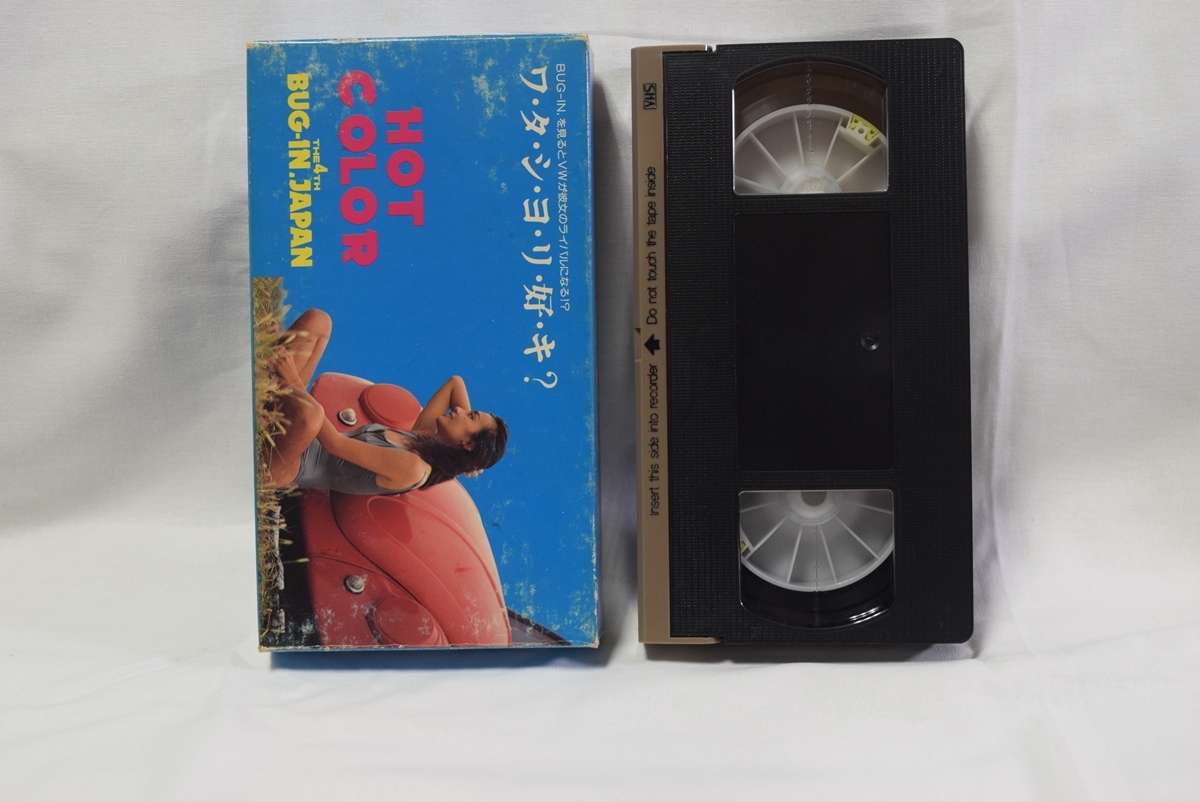 BUG-IN.を見るとVWが彼女のライバルになる!?
ワ・タ・シ・ヨ・リ・好・キ?
HOT
COLOR
THE 4TH
BUG-IN.JAPAN
VHS
Insert this side into recorder Do not touch the tape inside